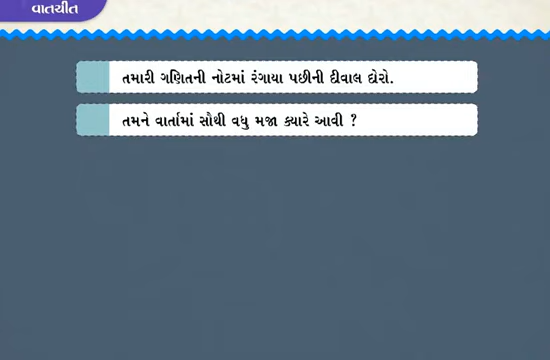 વાતચીત
તમારી ગણિતની નોટમાં રંગાયા પછીની દીવાલ દોરો.
તમને વાર્તામાં સૌથી વધુ મજા ક્યારે આવી ?